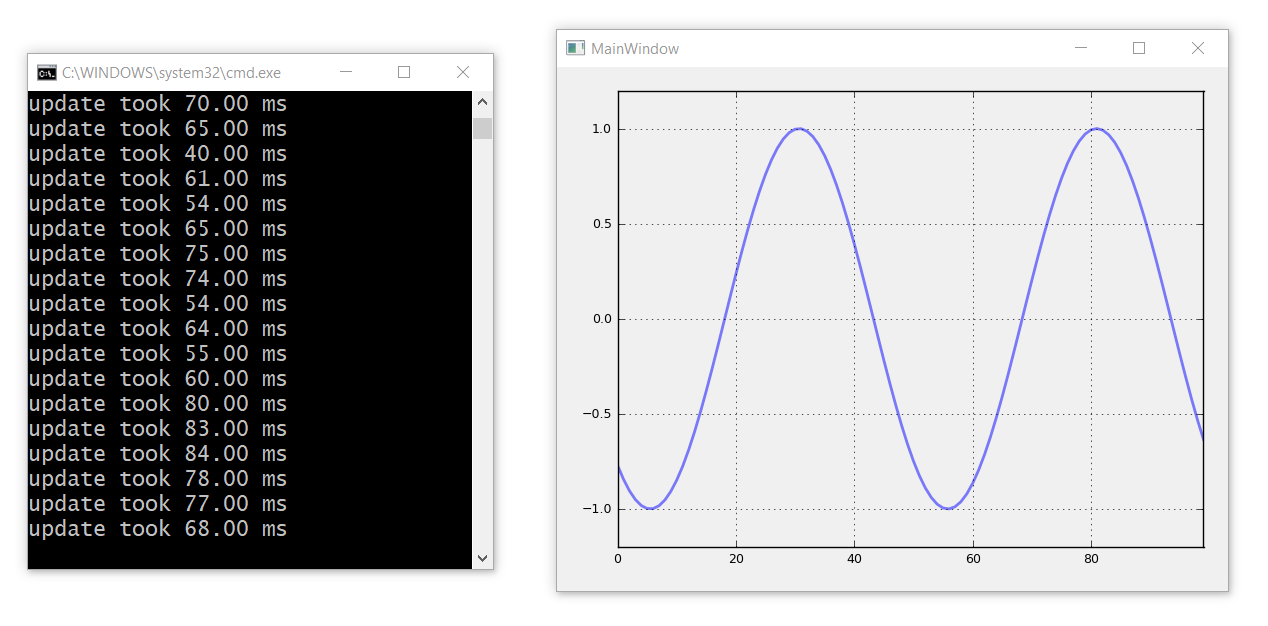 C:\WINDOWS\system32\cmd.exe
update took 70.00 ms
update took 65.00 ms
update took 40.00 ms
update took 61.00 ms
update took 54.00 ms
update took 65.00 ms
update took 75.00 ms
update took 74.00 ms
update took 54.00 ms
update took 64.00 ms
update took 55.00 ms
update took 60.00 ms
update took 80.00 ms
update took 83.00 ms
update took 84.00 ms
update took 78.00 ms
update took 77.00 ms
update took 68.00 ms
MainWindow
1.0
0.5
0.0
−0.5
−1.0
0 20 40 60 80